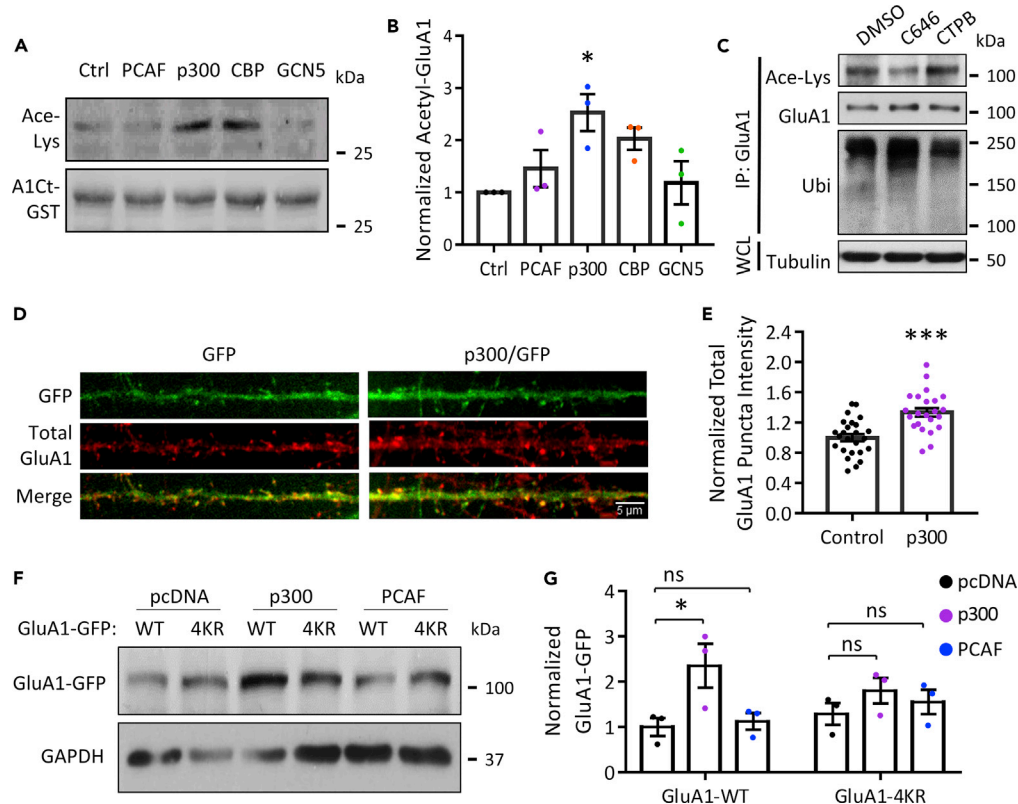 A
Ctrl PCAF p300 CBP GCN5 kDa
Ace-
Lys
25
A1Ct-
GST
25
B
Normalized Acetyl-GluA1
4
3
2
1
0
*
Ctrl PCAF p300 CBP GCN5
C
DMSO C646 CTPB
kDa
IP: GluA1
Ace-Lys 100
GluA1 100
250
Ubi
150
100
WCL
Tubulin 50
D
GFP p300/GFP
GFP
Total
GluA1
Merge
5 μm
E
Normalized Total
GluA1 Puncta Intensity
2.4
2.0
1.6
1.2
0.8
0.4
0.0
***
Control p300
F
pcDNA p300 PCAF
GluA1-GFP: WT 4KR WT 4KR WT 4KR kDa
GluA1-GFP 100
GAPDH 37
G
Normalized
GluA1-GFP
4
3
2
1
0
ns
*
ns
ns
pcDNA
p300
PCAF
GluA1-WT GluA1-4KR